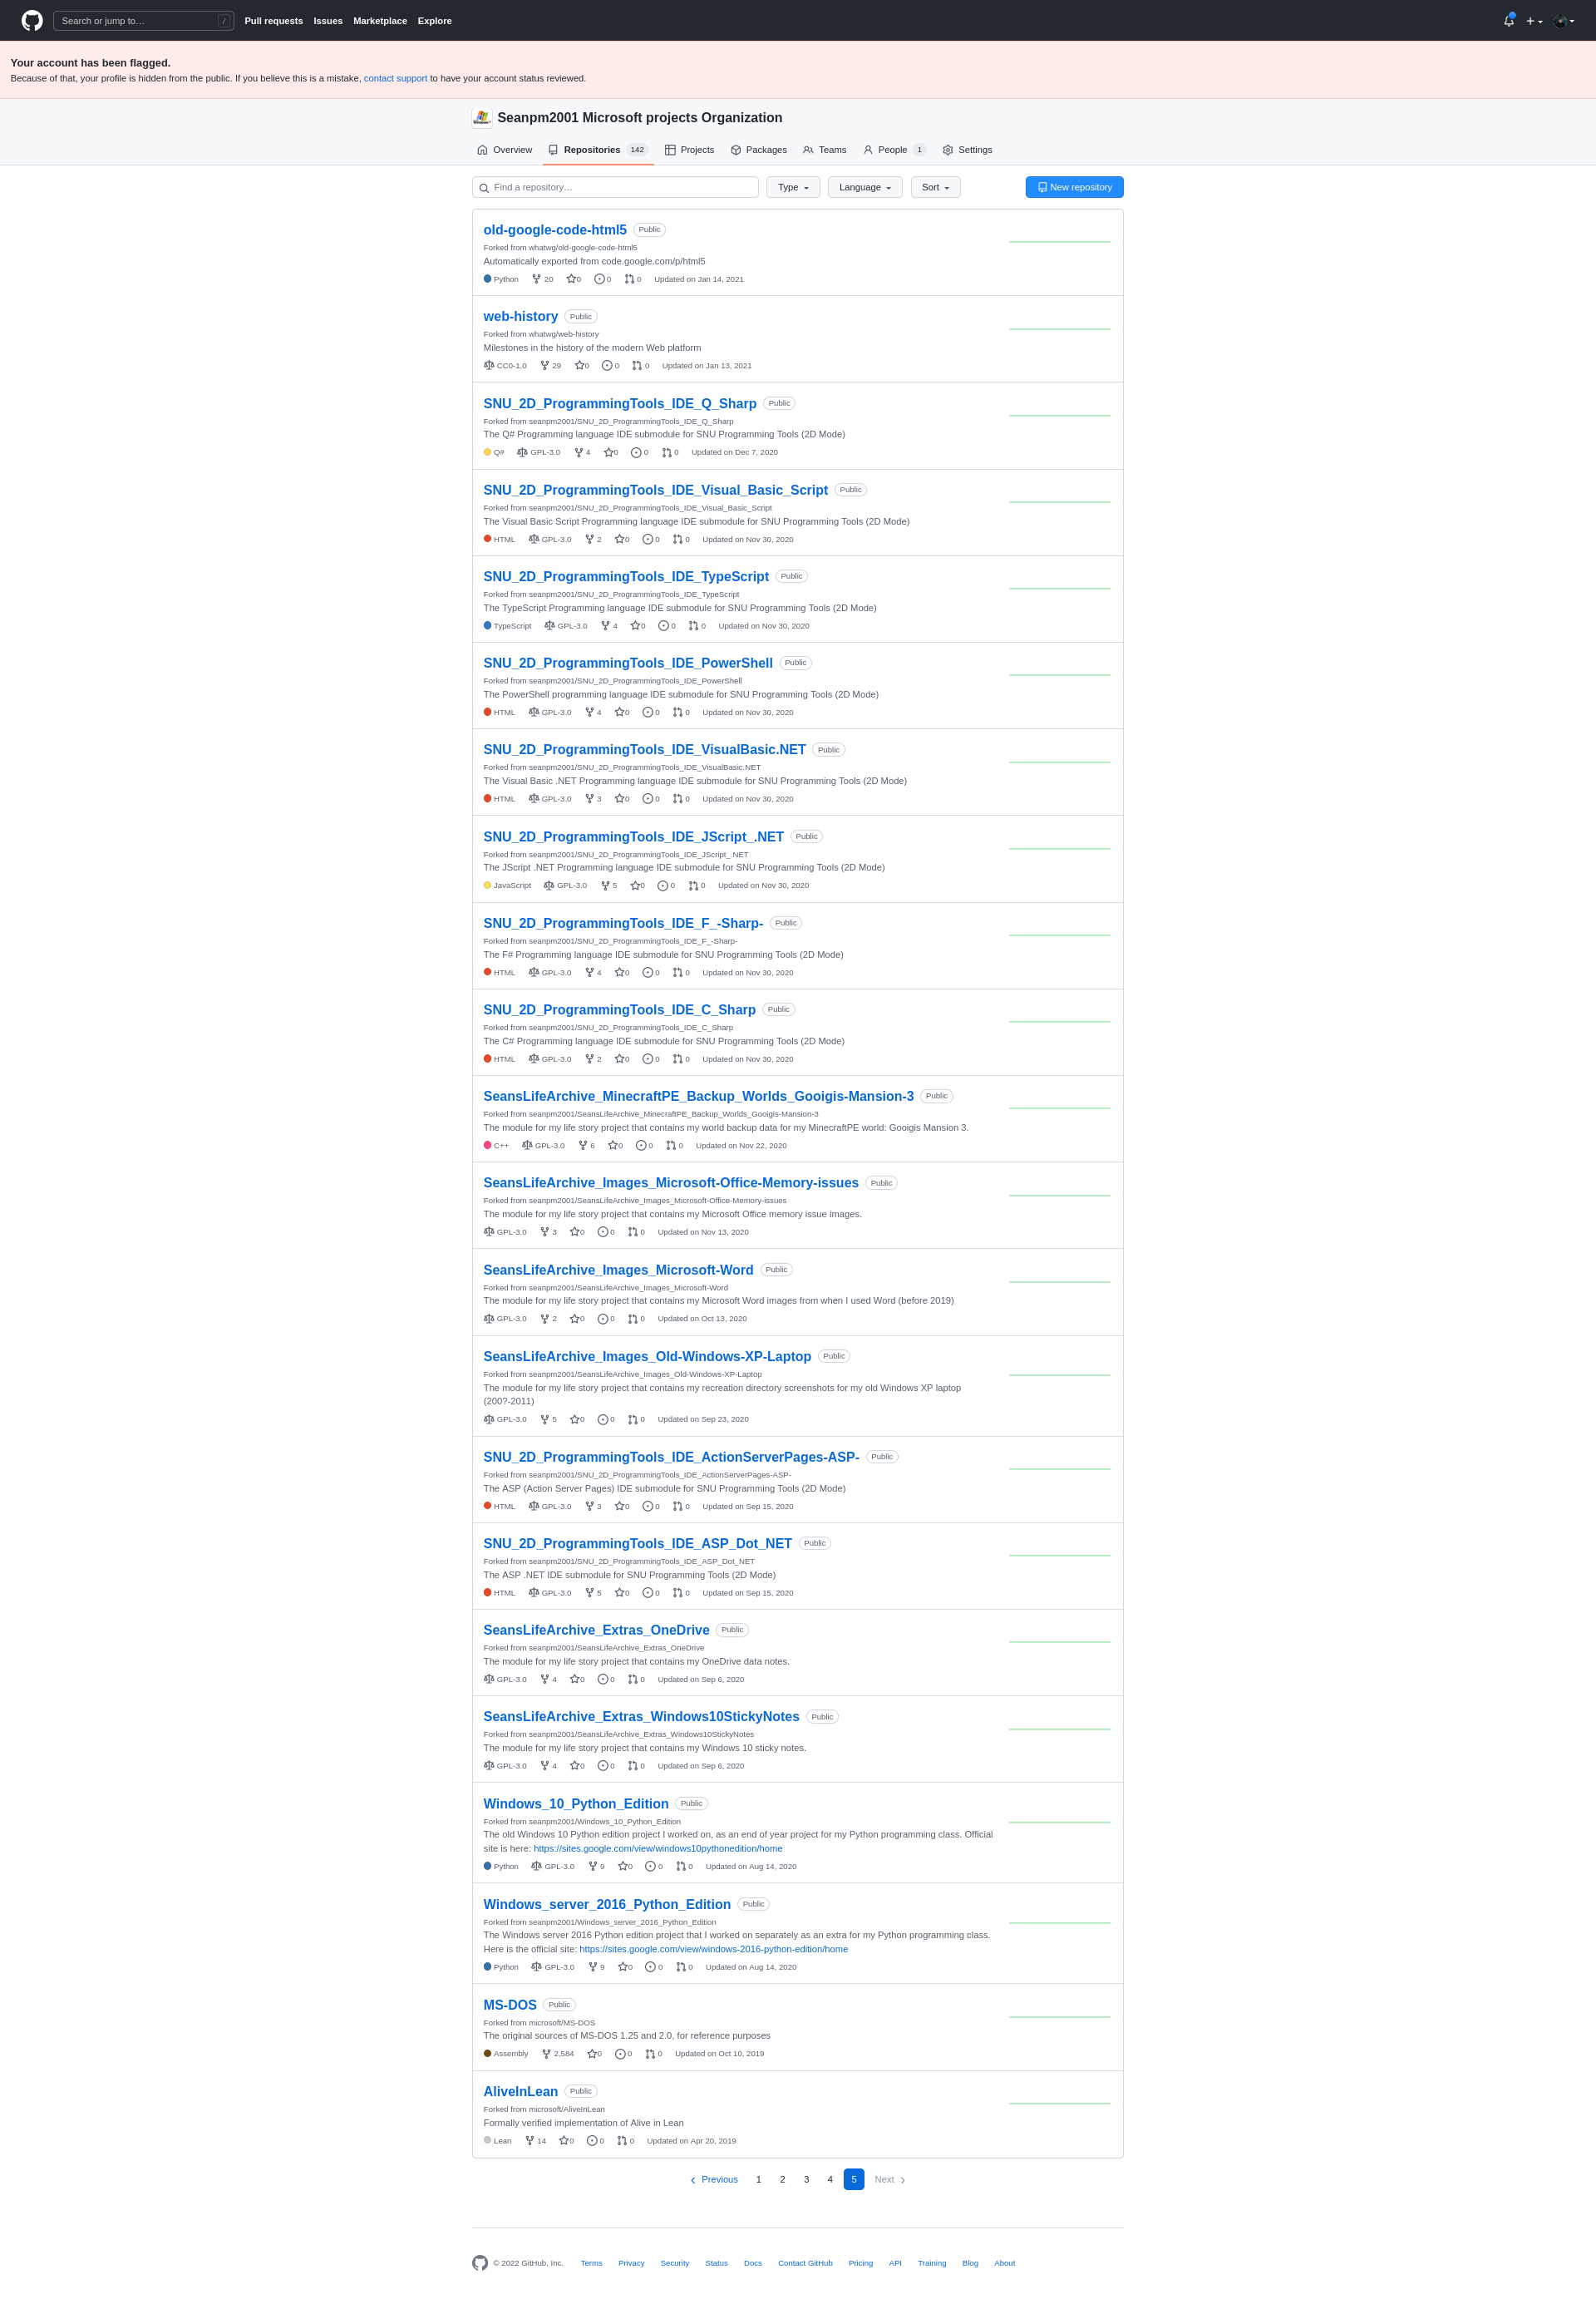 Search or jump to… /
Pull requests Issues Marketplace Explore
Your account has been flagged.
Because of that, your profile is hidden from the public. If you believe this is a mistake, contact support to have your account status reviewed.
Seanpm2001 Microsoft projects Organization
Overview Repositories 142 Projects Packages Teams People 1 Settings
Find a repository… Type Language Sort New repository
old-google-code-html5 Public
Forked from whatwg/old-google-code-html5
Automatically exported from code.google.com/p/html5
Python 20 0 0 0 Updated on Jan 14, 2021
web-history Public
Forked from whatwg/web-history
Milestones in the history of the modern Web platform
CC0-1.0 29 0 0 0 Updated on Jan 13, 2021
SNU_2D_ProgrammingTools_IDE_Q_Sharp Public
Forked from seanpm2001/SNU_2D_ProgrammingTools_IDE_Q_Sharp
The Q# Programming language IDE submodule for SNU Programming Tools (2D Mode)
Q# GPL-3.0 4 0 0 0 Updated on Dec 7, 2020
SNU_2D_ProgrammingTools_IDE_Visual_Basic_Script Public
Forked from seanpm2001/SNU_2D_ProgrammingTools_IDE_Visual_Basic_Script
The Visual Basic Script Programming language IDE submodule for SNU Programming Tools (2D Mode)
HTML GPL-3.0 2 0 0 0 Updated on Nov 30, 2020
SNU_2D_ProgrammingTools_IDE_TypeScript Public
Forked from seanpm2001/SNU_2D_ProgrammingTools_IDE_TypeScript
The TypeScript Programming language IDE submodule for SNU Programming Tools (2D Mode)
TypeScript GPL-3.0 4 0 0 0 Updated on Nov 30, 2020
SNU_2D_ProgrammingTools_IDE_PowerShell Public
Forked from seanpm2001/SNU_2D_ProgrammingTools_IDE_PowerShell
The PowerShell programming language IDE submodule for SNU Programming Tools (2D Mode)
HTML GPL-3.0 4 0 0 0 Updated on Nov 30, 2020
SNU_2D_ProgrammingTools_IDE_VisualBasic.NET Public
Forked from seanpm2001/SNU_2D_ProgrammingTools_IDE_VisualBasic.NET
The Visual Basic .NET Programming language IDE submodule for SNU Programming Tools (2D Mode)
HTML GPL-3.0 3 0 0 0 Updated on Nov 30, 2020
SNU_2D_ProgrammingTools_IDE_JScript_.NET Public
Forked from seanpm2001/SNU_2D_ProgrammingTools_IDE_JScript_.NET
The JScript .NET Programming language IDE submodule for SNU Programming Tools (2D Mode)
JavaScript GPL-3.0 5 0 0 0 Updated on Nov 30, 2020
SNU_2D_ProgrammingTools_IDE_F_-Sharp- Public
Forked from seanpm2001/SNU_2D_ProgrammingTools_IDE_F_-Sharp-
The F# Programming language IDE submodule for SNU Programming Tools (2D Mode)
HTML GPL-3.0 4 0 0 0 Updated on Nov 30, 2020
SNU_2D_ProgrammingTools_IDE_C_Sharp Public
Forked from seanpm2001/SNU_2D_ProgrammingTools_IDE_C_Sharp
The C# Programming language IDE submodule for SNU Programming Tools (2D Mode)
HTML GPL-3.0 2 0 0 0 Updated on Nov 30, 2020
SeansLifeArchive_MinecraftPE_Backup_Worlds_Gooigis-Mansion-3 Public
Forked from seanpm2001/SeansLifeArchive_MinecraftPE_Backup_Worlds_Gooigis-Mansion-3
The module for my life story project that contains my world backup data for my MinecraftPE world: Gooigis Mansion 3.
C++ GPL-3.0 6 0 0 0 Updated on Nov 22, 2020
SeansLifeArchive_Images_Microsoft-Office-Memory-issues Public
Forked from seanpm2001/SeansLifeArchive_Images_Microsoft-Office-Memory-issues
The module for my life story project that contains my Microsoft Office memory issue images.
GPL-3.0 3 0 0 0 Updated on Nov 13, 2020
SeansLifeArchive_Images_Microsoft-Word Public
Forked from seanpm2001/SeansLifeArchive_Images_Microsoft-Word
The module for my life story project that contains my Microsoft Word images from when I used Word (before 2019)
GPL-3.0 2 0 0 0 Updated on Oct 13, 2020
SeansLifeArchive_Images_Old-Windows-XP-Laptop Public
Forked from seanpm2001/SeansLifeArchive_Images_Old-Windows-XP-Laptop
The module for my life story project that contains my recreation directory screenshots for my old Windows XP laptop
(200?-2011)
GPL-3.0 5 0 0 0 Updated on Sep 23, 2020
SNU_2D_ProgrammingTools_IDE_ActionServerPages-ASP- Public
Forked from seanpm2001/SNU_2D_ProgrammingTools_IDE_ActionServerPages-ASP-
The ASP (Action Server Pages) IDE submodule for SNU Programming Tools (2D Mode)
HTML GPL-3.0 3 0 0 0 Updated on Sep 15, 2020
SNU_2D_ProgrammingTools_IDE_ASP_Dot_NET Public
Forked from seanpm2001/SNU_2D_ProgrammingTools_IDE_ASP_Dot_NET
The ASP .NET IDE submodule for SNU Programming Tools (2D Mode)
HTML GPL-3.0 5 0 0 0 Updated on Sep 15, 2020
SeansLifeArchive_Extras_OneDrive Public
Forked from seanpm2001/SeansLifeArchive_Extras_OneDrive
The module for my life story project that contains my OneDrive data notes.
GPL-3.0 4 0 0 0 Updated on Sep 6, 2020
SeansLifeArchive_Extras_Windows10StickyNotes Public
Forked from seanpm2001/SeansLifeArchive_Extras_Windows10StickyNotes
The module for my life story project that contains my Windows 10 sticky notes.
GPL-3.0 4 0 0 0 Updated on Sep 6, 2020
Windows_10_Python_Edition Public
Forked from seanpm2001/Windows_10_Python_Edition
The old Windows 10 Python edition project I worked on, as an end of year project for my Python programming class. Official
site is here: https://sites.google.com/view/windows10pythonedition/home
Python GPL-3.0 9 0 0 0 Updated on Aug 14, 2020
Windows_server_2016_Python_Edition Public
Forked from seanpm2001/Windows_server_2016_Python_Edition
The Windows server 2016 Python edition project that I worked on separately as an extra for my Python programming class.
Here is the official site: https://sites.google.com/view/windows-2016-python-edition/home
Python GPL-3.0 9 0 0 0 Updated on Aug 14, 2020
MS-DOS Public
Forked from microsoft/MS-DOS
The original sources of MS-DOS 1.25 and 2.0, for reference purposes
Assembly 2,584 0 0 0 Updated on Oct 10, 2019
AliveInLean Public
Forked from microsoft/AliveInLean
Formally verified implementation of Alive in Lean
Lean 14 0 0 0 Updated on Apr 20, 2019
Previous 1 2 3 4 5 Next
© 2022 GitHub, Inc. Terms Privacy Security Status Docs Contact GitHub Pricing API Training Blog About